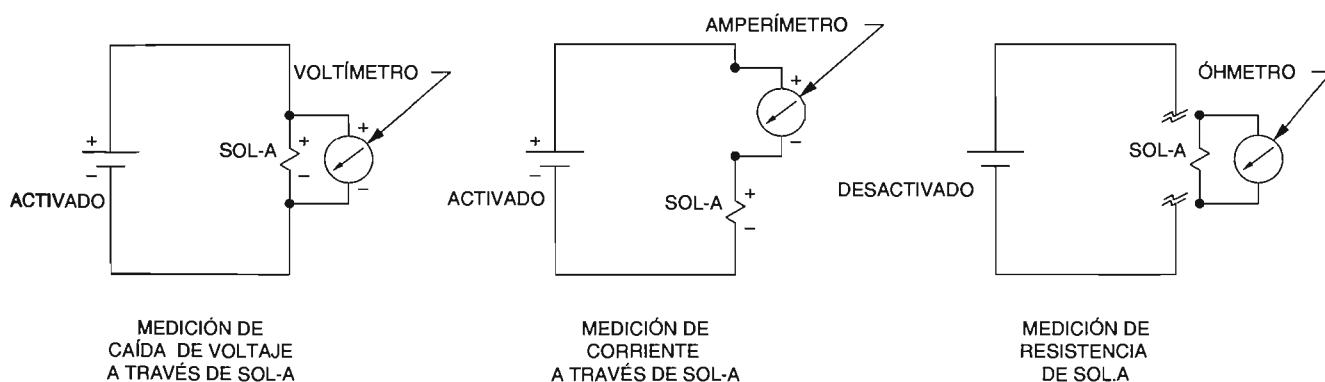 VOLTÍMETRO
+
+
+
SOL-A
–
–
–
ACTIVADO
MEDICIÓN DE
CAÍDA DE VOLTAJE
A TRAVÉS DE SOL-A
AMPERÍMETRO
+
–
+
–
ACTIVADO
SOL-A
+
–
MEDICIÓN DE
CORRIENTE
A TRAVÉS DE SOL-A
ÓHMETRO
SOL-A
DESACTIVADO
MEDICIÓN DE
RESISTENCIA
DE SOL.A